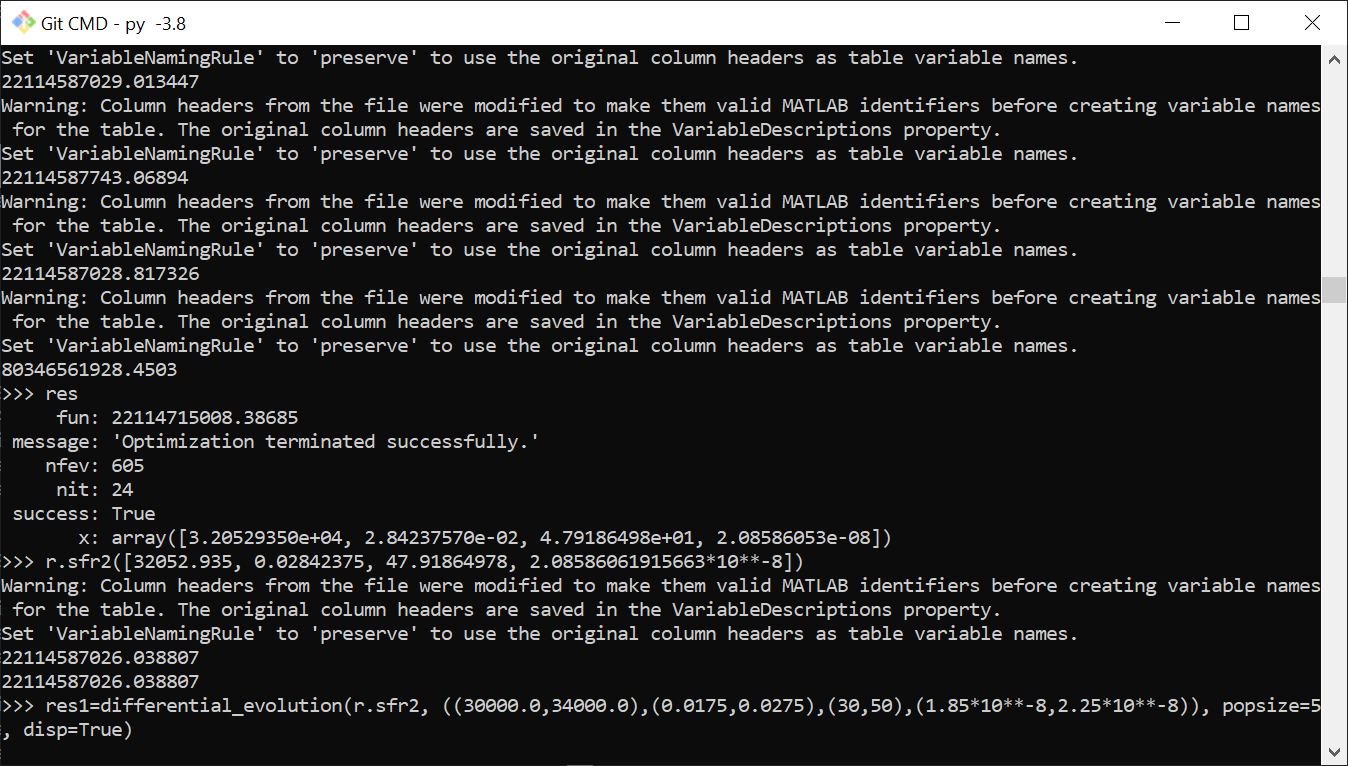 Git CMD - py  -3.8
Set 'VariableNamingRule' to 'preserve' to use the original column headers as table variable names.
22114587029.013447
Warning: Column headers from the file were modified to make them valid MATLAB identifiers before creating variable names
 for the table. The original column headers are saved in the VariableDescriptions property.
Set 'VariableNamingRule' to 'preserve' to use the original column headers as table variable names.
22114587743.06894
Warning: Column headers from the file were modified to make them valid MATLAB identifiers before creating variable names
 for the table. The original column headers are saved in the VariableDescriptions property.
Set 'VariableNamingRule' to 'preserve' to use the original column headers as table variable names.
22114587028.817326
Warning: Column headers from the file were modified to make them valid MATLAB identifiers before creating variable names
 for the table. The original column headers are saved in the VariableDescriptions property.
Set 'VariableNamingRule' to 'preserve' to use the original column headers as table variable names.
80346561928.4503
>>> res
     fun: 22114715008.38685
 message: 'Optimization terminated successfully.'
    nfev: 605
     nit: 24
 success: True
       x: array([3.20529350e+04, 2.84237570e-02, 4.79186498e+01, 2.08586053e-08])
>>> r.sfr2([32052.935, 0.02842375, 47.91864978, 2.08586061915663*10**-8])
Warning: Column headers from the file were modified to make them valid MATLAB identifiers before creating variable names
 for the table. The original column headers are saved in the VariableDescriptions property.
Set 'VariableNamingRule' to 'preserve' to use the original column headers as table variable names.
22114587026.038807
22114587026.038807
>>> res1=differential_evolution(r.sfr2, ((30000.0,34000.0),(0.0175,0.0275),(30,50),(1.85*10**-8,2.25*10**-8)), popsize=5
, disp=True)